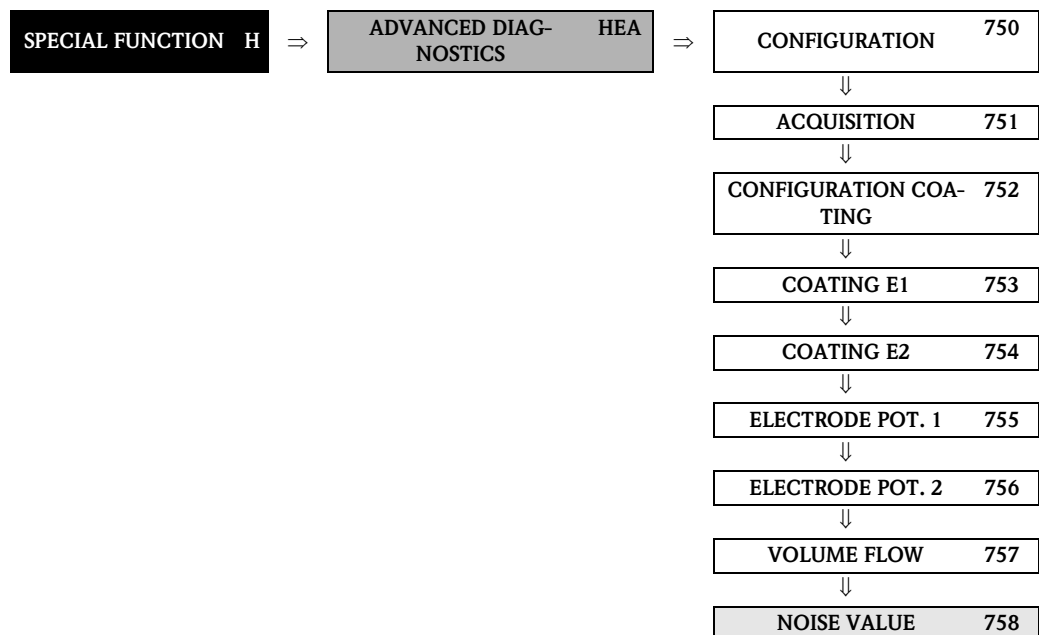 SPECIAL FUNCTION H ⇒ ADVANCED DIAG- HEA ⇒ CONFIGURATION 750
NOSTICS
⇓
ACQUISITION 751
⇓
CONFIGURATION COA- 752
TING
⇓
COATING E1 753
⇓
COATING E2 754
⇓
ELECTRODE POT. 1 755
⇓
ELECTRODE POT. 2 756
⇓
VOLUME FLOW 757
⇓
NOISE VALUE 758